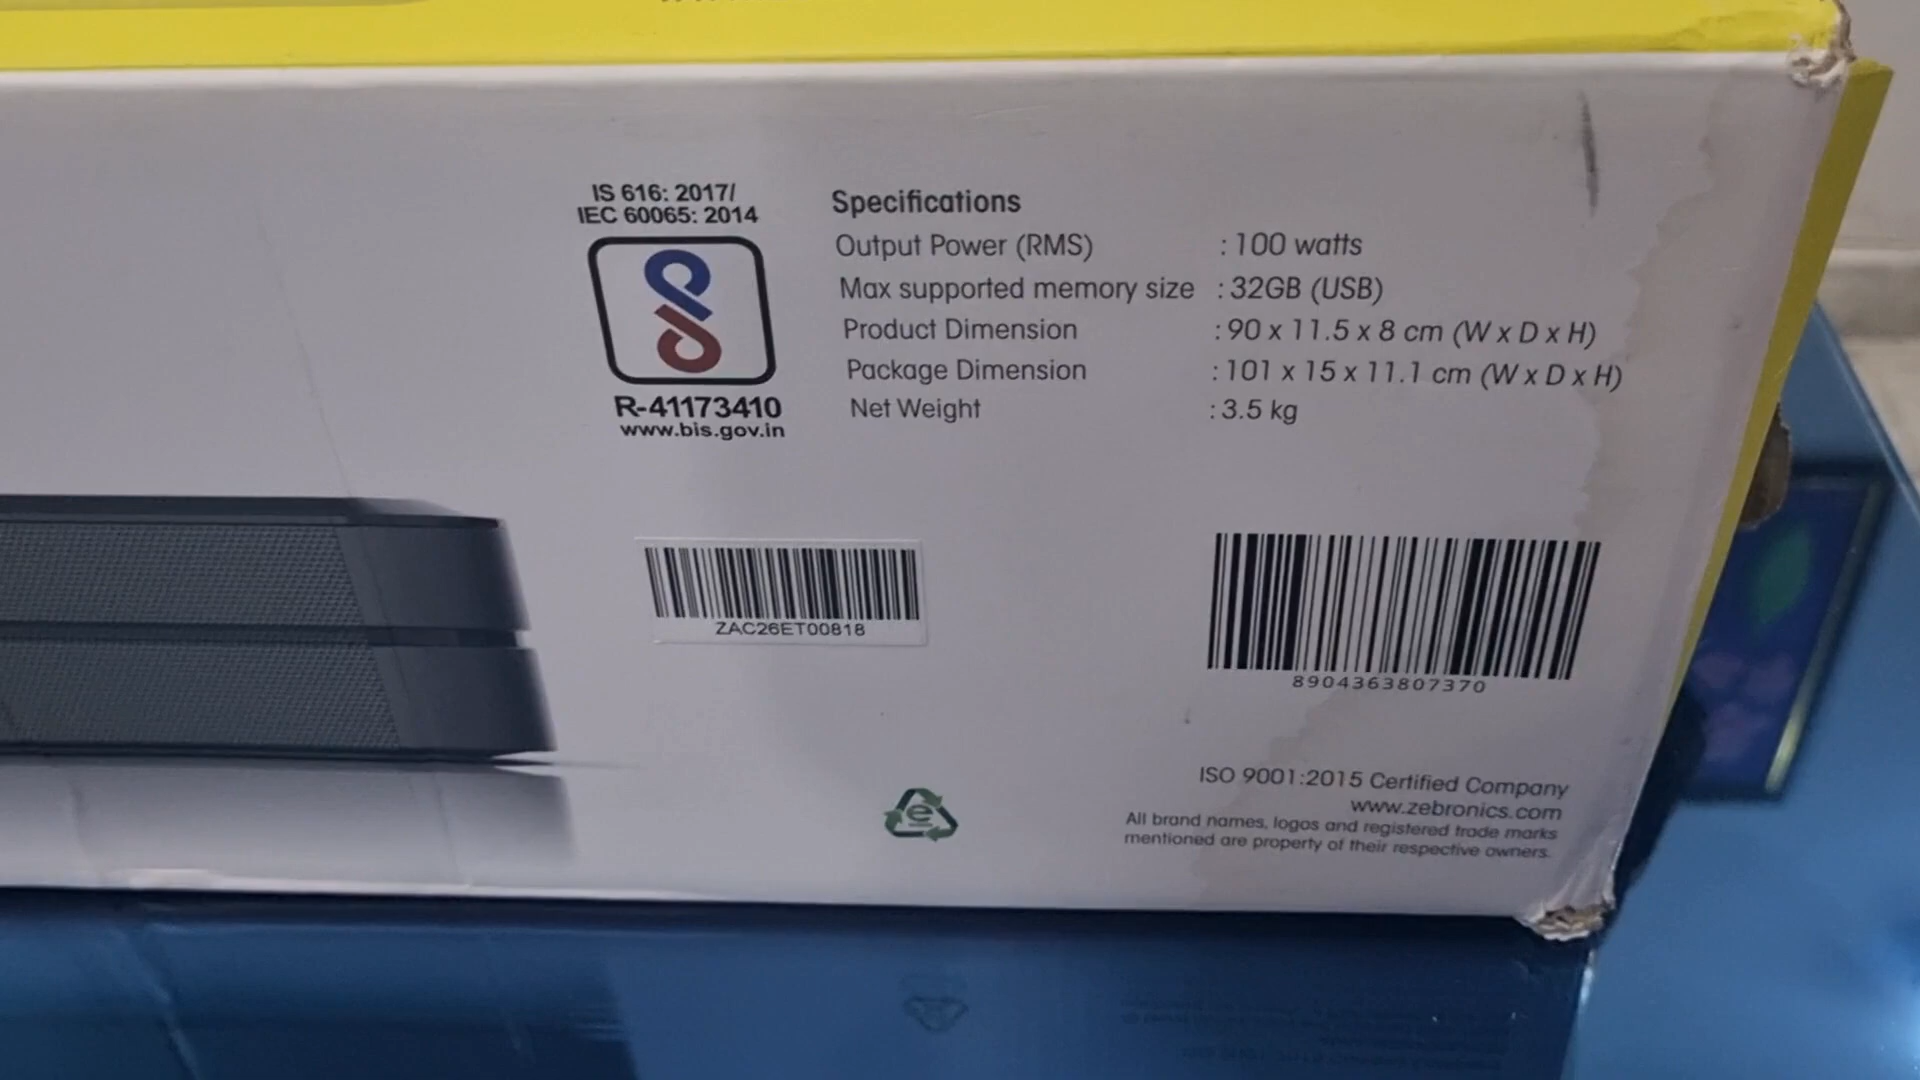 IS 616: 2017/
IEC 60065: 2014
R-41173410
www.bis.gov.in
Specifications
Output Power (RMS) : 100 watts
Max supported memory size : 32GB (USB)
Product Dimension : 90 x 11.5 x 8 cm (W x D x H)
Package Dimension : 101 x 15 x 11.1 cm (W x D x H)
Net Weight : 3.5 kg
ZAC26ET00818
8904363807370
e
ISO 9001:2015 Certified Company
www.zebronics.com
All brand names, logos and registered trade marks
mentioned are property of their respective owners.